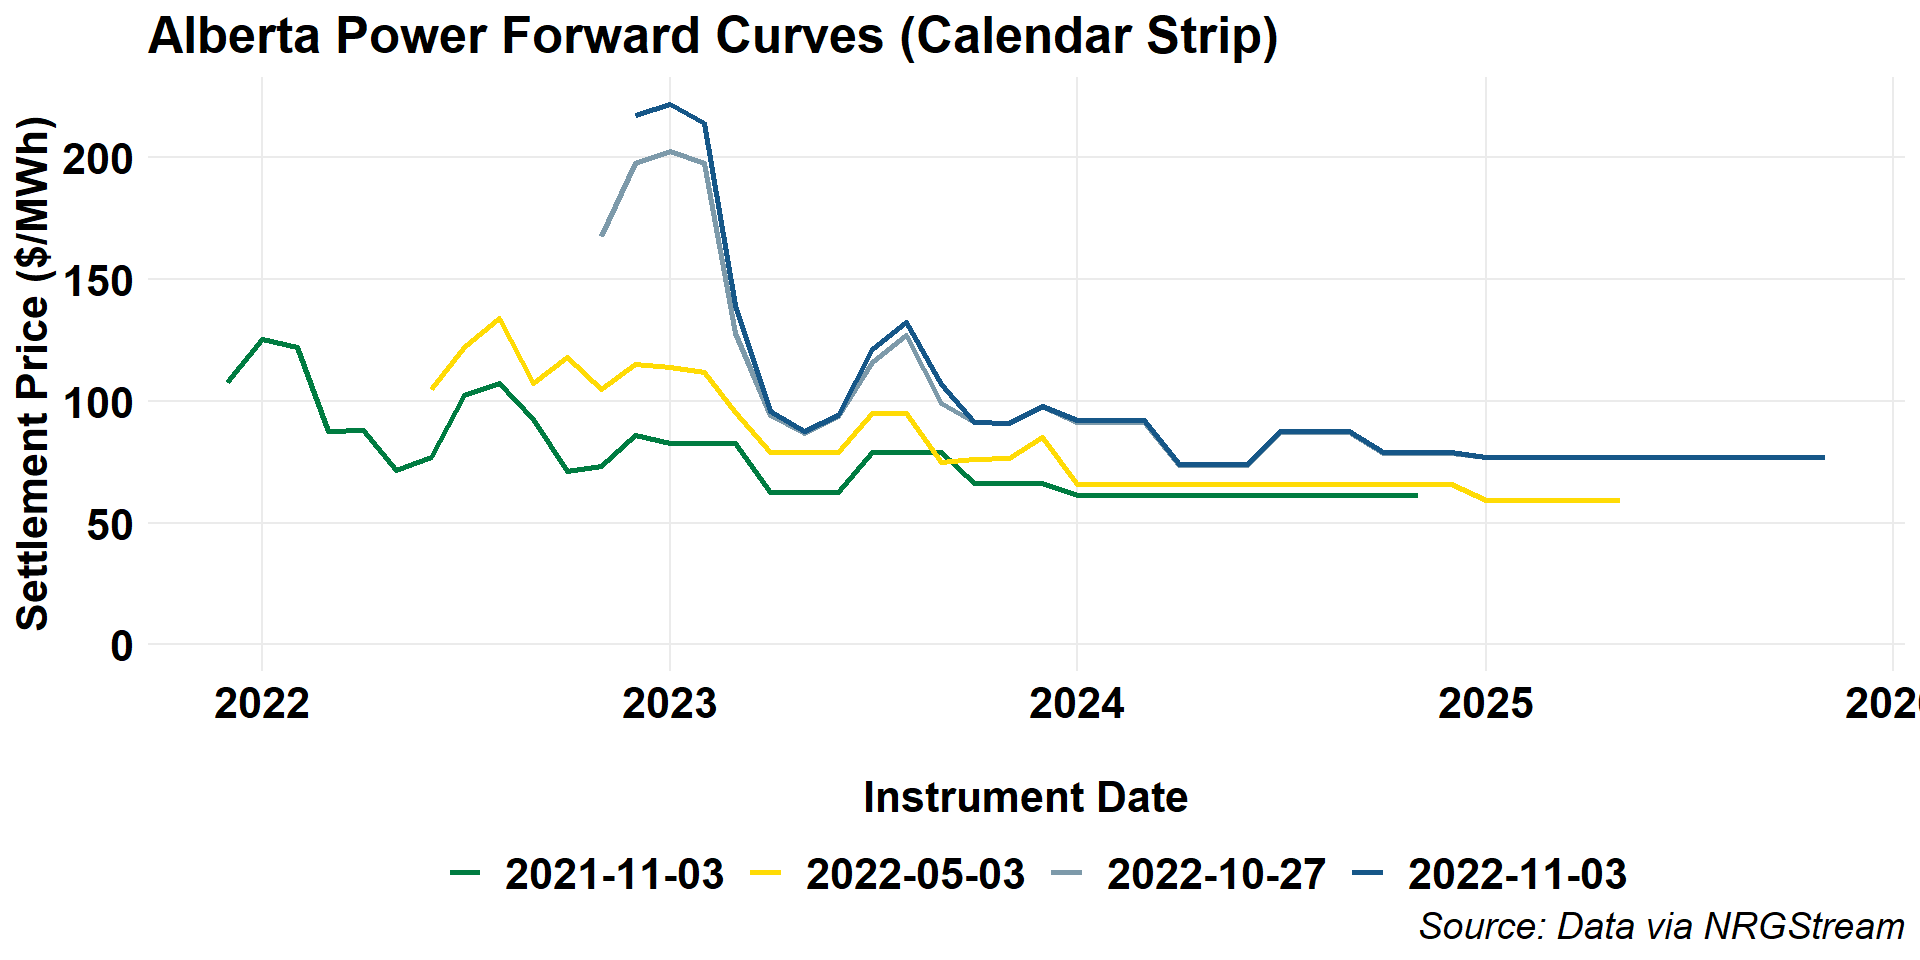 Alberta Power Forward Curves (Calendar Strip)
Settlement Price ($/MWh)
200
150
100
50
0
2022 2023 2024 2025 202
Instrument Date
2021-11-03 2022-05-03 2022-10-27 2022-11-03
Source: Data via NRGStream